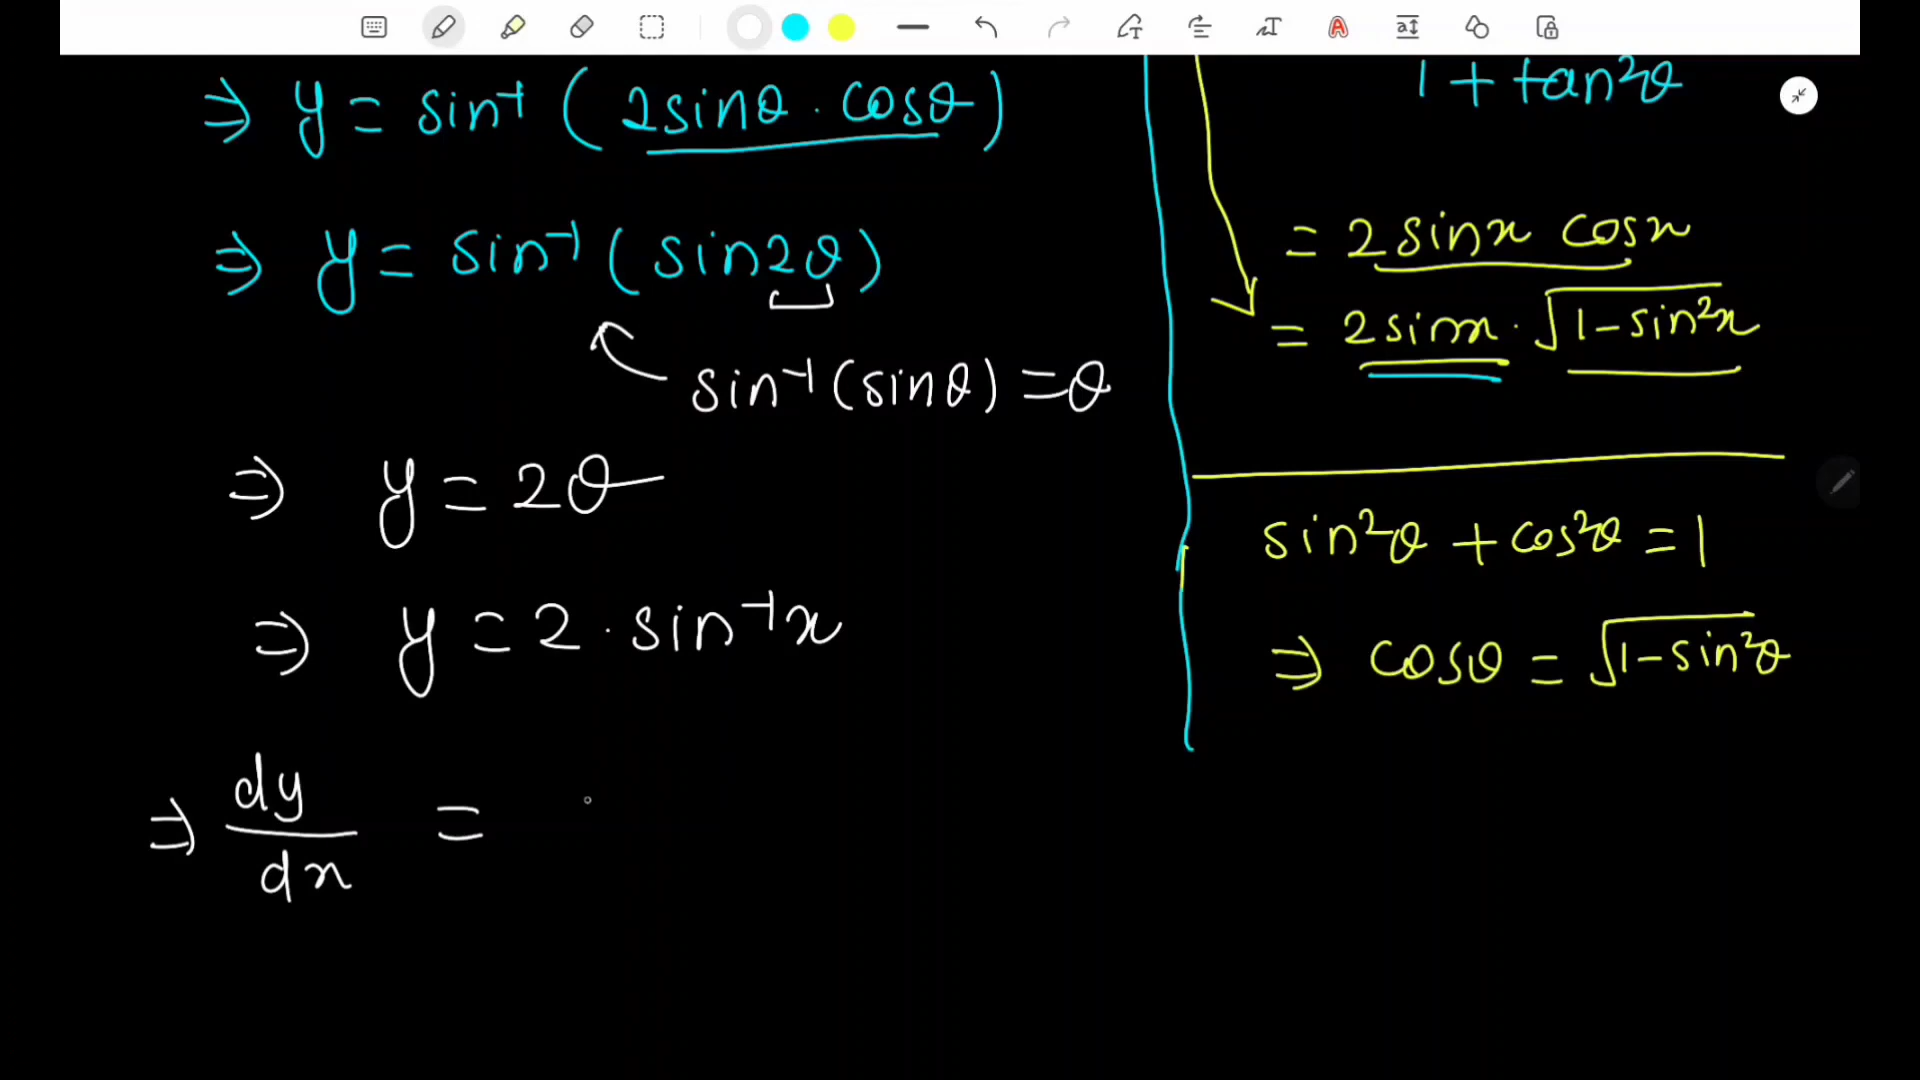 ⇒ y = sin⁻¹ ( 2sinθ . cosθ )
⇒ y = sin⁻¹ ( sin2θ )
sin⁻¹ (sinθ) = θ
⇒ y = 2θ
⇒ y = 2 . sin⁻¹x
⇒ dy/dx =
1 + tan²θ
= 2sinx cosx
= 2sinx . √1-sin²x
sin²θ + cos²θ = 1
⇒ cosθ = √1-sin²θ